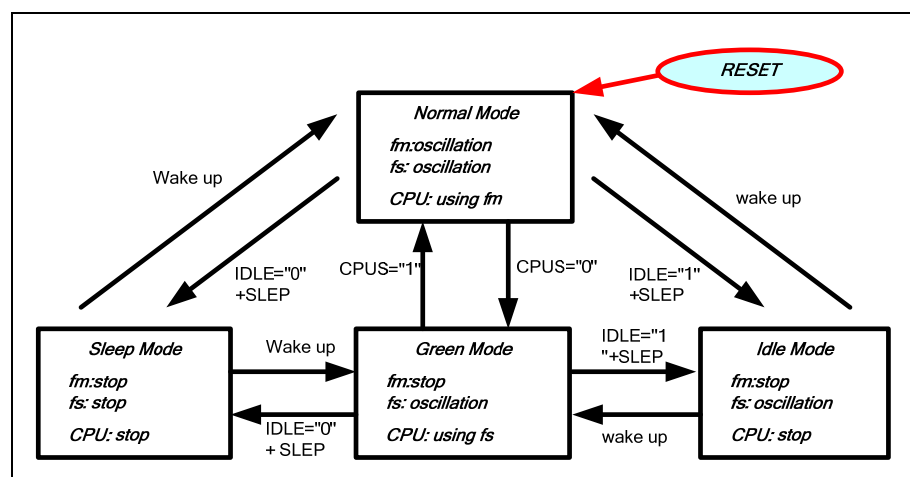 RESET
Normal Mode
fm:oscillation
fs: oscillation
CPU: using fm
Wake up
wake up
IDLE="0"
+SLEP
CPUS="1"
CPUS="0"
IDLE="1"
+SLEP
Sleep Mode
fm:stop
fs: stop
CPU: stop
Wake up
IDLE="0"
+ SLEP
Green Mode
fm:stop
fs: oscillation
CPU: using fs
IDLE="1
"+SLEP
wake up
Idle Mode
fm:stop
fs: oscillation
CPU: stop